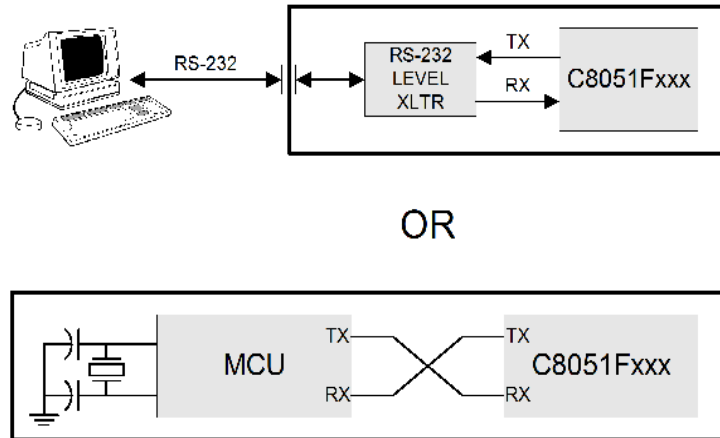 RS-232
RS-232
LEVEL
XLTR
TX
RX
C8051Fxxx
OR
MCU
TX
RX
TX
RX
C8051Fxxx